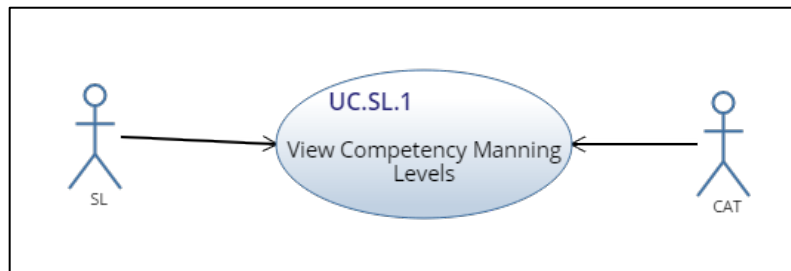 UC.SL.1
View Competency Manning
Levels
SL
CAT